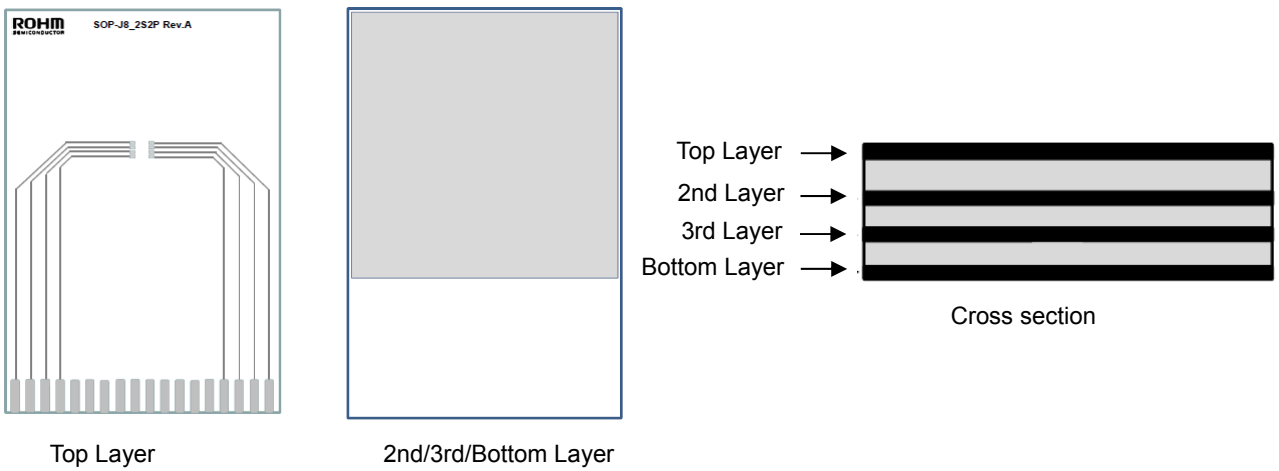 ROHM
SEMICONDUCTOR
SOP-J8_2S2P Rev.A
Top Layer
2nd Layer
3rd Layer
Bottom Layer
Cross section
Top Layer
2nd/3rd/Bottom Layer